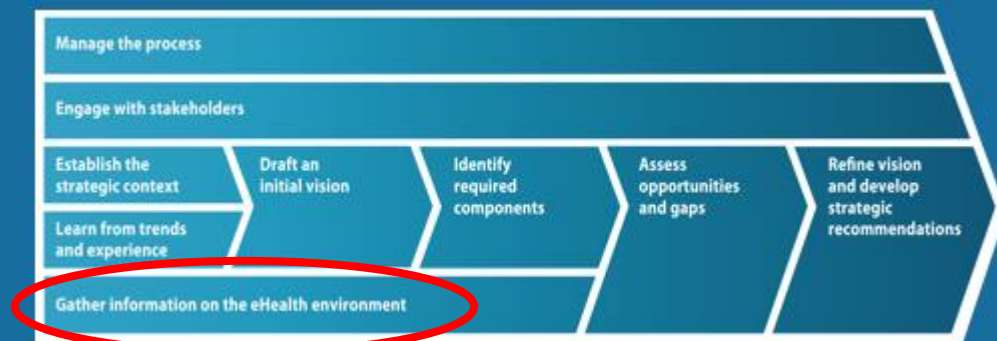 Manage the process
Engage with stakeholders
Establish the
strategic context
Learn from trends
and experience
Draft an
initial vision
Identify
required
components
Assess
opportunities
and gaps
Refine vision
and develop
strategic
recommendations
Gather information on the eHealth environment